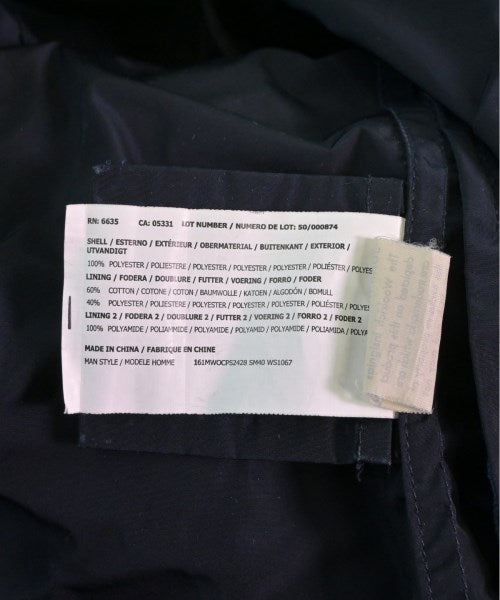 RN: 6635 CA: 05331 LOT NUMBER / NUMERO DE LOT: 50/000874
SHELL / ESTERNO / EXTÉRIEUR / OBERMATERIAL / BUITENKANT / EXTERIOR /
UTVANDIGT
100% POLYESTER / POLIESTERE / POLYESTER / POLYESTER / POLYESTER / POLIÉSTER / POLYES
LINING / FODERA / DOUBLURE / FUTTER / VOERING / FORRO / FODER
60% COTTON / COTONE / COTON / BAUMWOLLE / KATOEN / ALGODÓN / BOMULL
40% POLYESTER / POLIESTERE / POLYESTER / POLYESTER / POLYESTER / POLIÉSTER / POLYES
LINING 2 / FODERA 2 / DOUBLURE 2 / FUTTER 2 / VOERING 2 / FORRO 2 / FODER 2
100% POLYAMIDE / POLIAMMIDE / POLYAMIDE / POLYAMID / POLYAMIDE / POLIAMIDA / POLYA
MADE IN CHINA / FABRIQUE EN CHINE
MAN STYLE / MODELE HOMME 161MWOCPS2428 SM40 WS1067